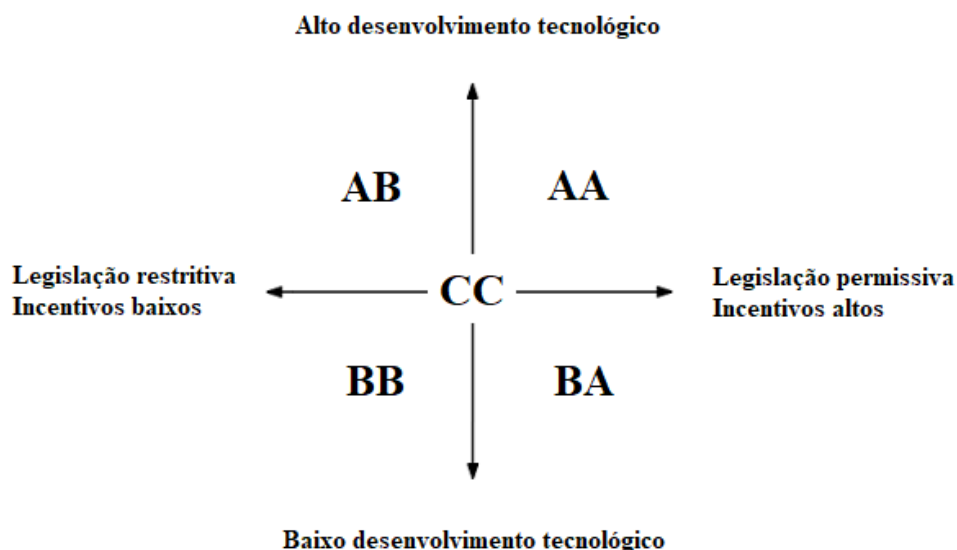 Alto desenvolvimento tecnológico
AB
AA
Legislação restritiva
Incentivos baixos
CC
Legislação permissiva
Incentivos altos
BB
BA
Baixo desenvolvimento tecnológico